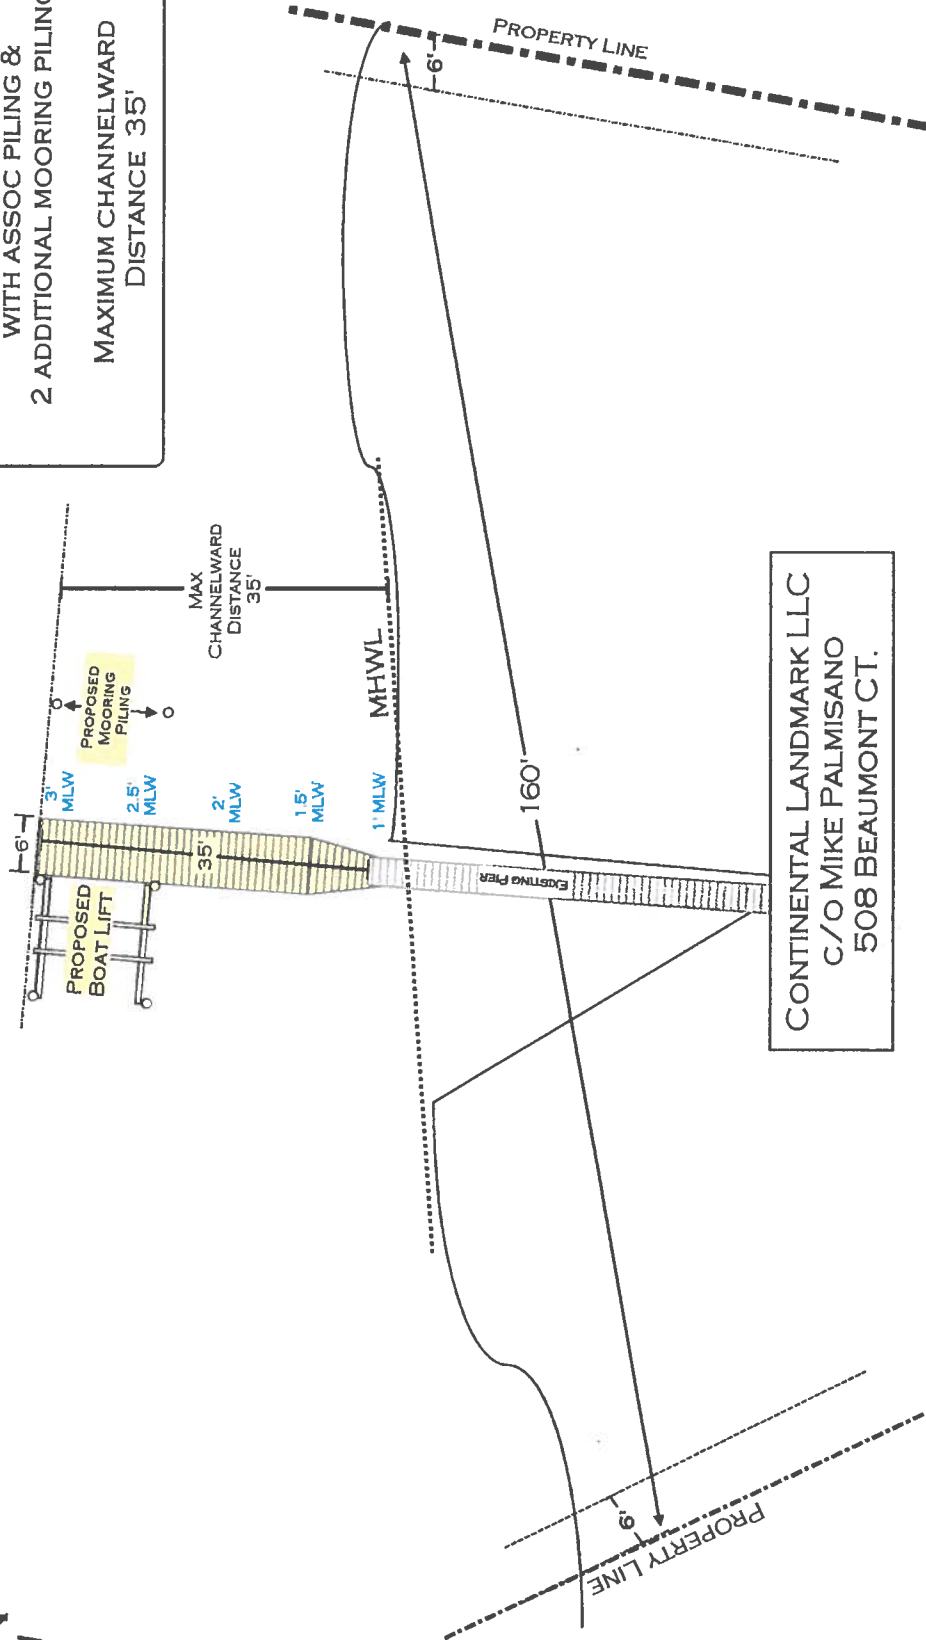 WITH ASSOC PILING &
2 ADDITIONAL MOORING PILING
MAXIMUM CHANNELWARD
DISTANCE 35'
PROPERTY LINE
6'
MAX
CHANNELWARD
DISTANCE
35'
PROPOSED
MOORING
PILING
MHWL
3'
MLW
2.5'
MLW
2'
MLW
1.5'
MLW
1' MLW
6'
35'
PROPOSED
BOAT LIFT
EXISTING PIER
160'
CONTINENTAL LANDMARK LLC
C/O MIKE PALMISANO
508 BEAUMONT CT.
6'
PROPERTY LINE